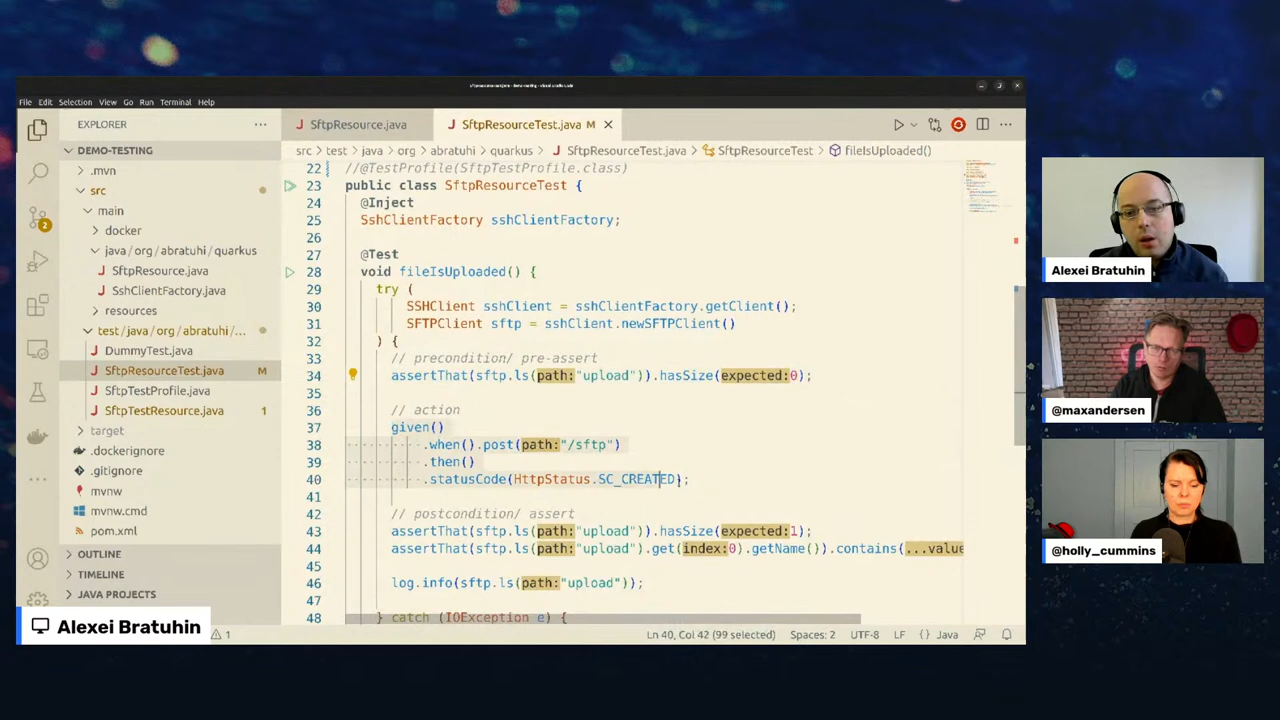 sftpresourcetest.java - demo-testing - Visual Studio Code
File Edit Selection View Go Run Terminal Help
EXPLORER
SftpResource.java
SftpResourceTest.java M
DEMO-TESTING
src > test > java > org > abratuhi > quarkus > SftpResourceTest.java > SftpResourceTest > fileIsUploaded()
.mvn
src
main
docker
java/org/abratuhi/quarkus
SftpResource.java
SshClientFactory.java
resources
test/java/org/abratuhi/...
DummyTest.java
SftpResourceTest.java M
SftpTestProfile.java
SftpTestResource.java 1
target
.dockerignore
.gitignore
mvnw
mvnw.cmd
pom.xml
OUTLINE
TIMELINE
JAVA PROJECTS
2
22 //@TestProfile(SftpTestProfile.class)
23 public class SftpResourceTest {
24 @Inject
25 SshClientFactory sshClientFactory;
26
27 @Test
28 void fileIsUploaded() {
29 try (
30 SSHClient sshClient = sshClientFactory.getClient();
31 SFTPClient sftp = sshClient.newSFTPClient()
32 ) {
33 // precondition/ pre-assert
34 assertThat(sftp.ls(path:"upload")).hasSize(expected:0);
35
36 // action
37 given()
38 .when().post(path:"/sftp")
39 .then()
40 .statusCode(HttpStatus.SC_CREATED);
41
42 // postcondition/ assert
43 assertThat(sftp.ls(path:"upload")).hasSize(expected:1);
44 assertThat(sftp.ls(path:"upload").get(index:0).getName()).contains(...value
45
46 log.info(sftp.ls(path:"upload"));
47
48 } catch (IOException e) {
1
Ln 40, Col 42 (99 selected) Spaces: 2 UTF-8 LF {} Java
Alexei Bratuhin
Alexei Bratuhin
@maxandersen
@holly_cummins